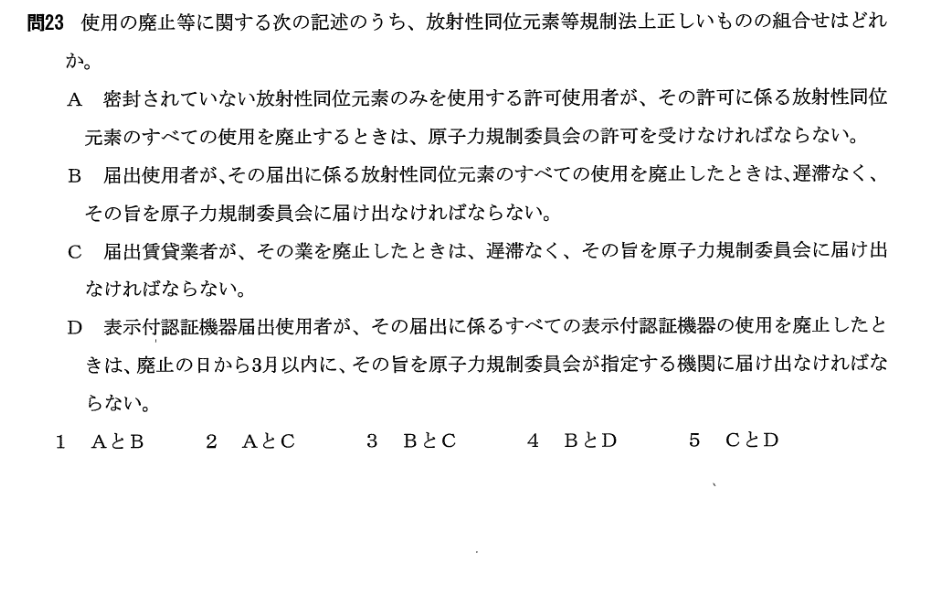 問23 使用の廃止等に関する次の記述のうち、放射性同位元素等規制法上正しいものの組合せはどれ
か。
A 密封されていない放射性同位元素のみを使用する許可使用者が、その許可に係る放射性同位
元素のすべての使用を廃止するときは、原子力規制委員会の許可を受けなければならない。
B 届出使用者が、その届出に係る放射性同位元素のすべての使用を廃止したときは、遅滞なく、
その旨を原子力規制委員会に届け出なければならない。
C 届出賃貸業者が、その業を廃止したときは、遅滞なく、その旨を原子力規制委員会に届け出
なければならない。
D 表示付認証機器届出使用者が、その届出に係るすべての表示付認証機器の使用を廃止したと
きは、廃止の日から3月以内に、その旨を原子力規制委員会が指定する機関に届け出なければな
らない。
1 AとB 2 AとC 3 BとC 4 BとD 5 CとD